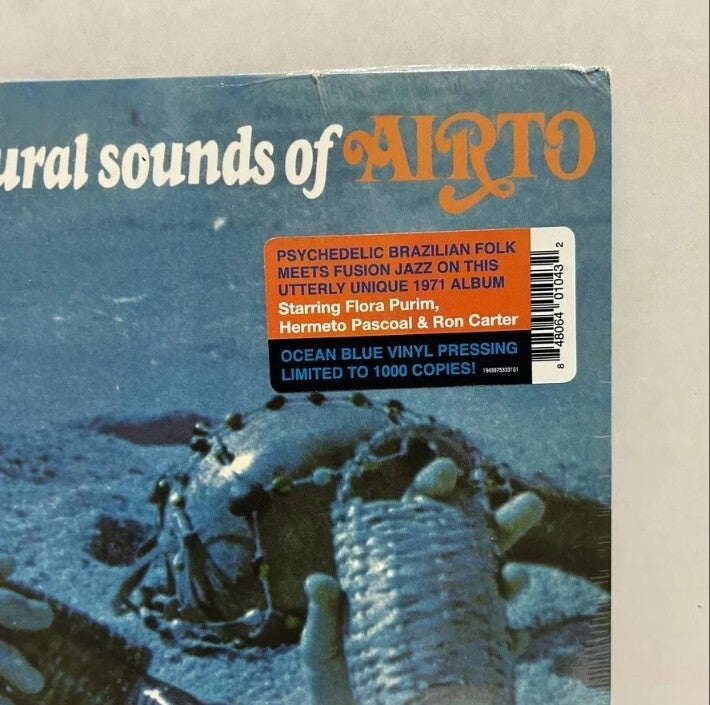 ural sounds of AIRTO
PSYCHEDELIC BRAZILIAN FOLK
MEETS FUSION JAZZ ON THIS
UTTERLY UNIQUE 1971 ALBUM
Starring Flora Purim,
Hermeto Pascoal & Ron Carter
OCEAN BLUE VINYL PRESSING
LIMITED TO 1000 COPIES! 1943975333151
8 48064 01043 2